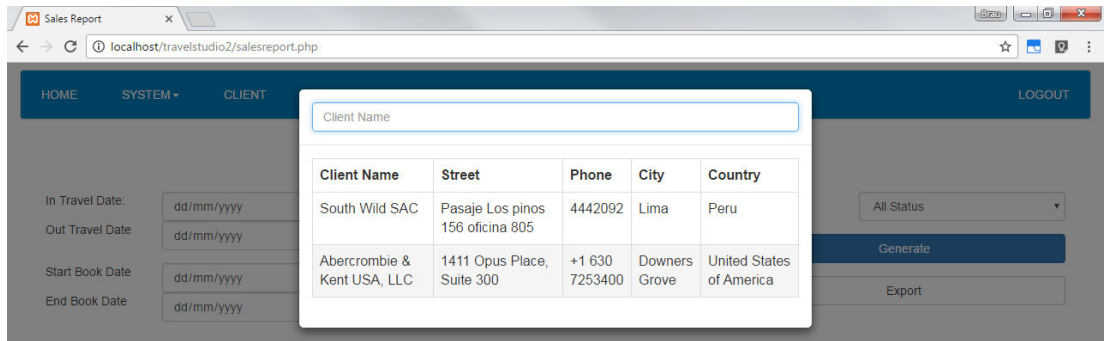 Sales Report
Brau
localhost/travelstudio2/salesreport.php
HOME SYSTEM CLIENT LOGOUT
Client Name
Client Name Street Phone City Country
South Wild SAC Pasaje Los pinos 4442092 Lima Peru
156 oficina 805
Abercrombie & 1411 Opus Place, +1 630 Downers United States
Kent USA, LLC Suite 300 7253400 Grove of America
In Travel Date: dd/mm/yyyy All Status
Out Travel Date dd/mm/yyyy Generate
Start Book Date dd/mm/yyyy Export
End Book Date dd/mm/yyyy